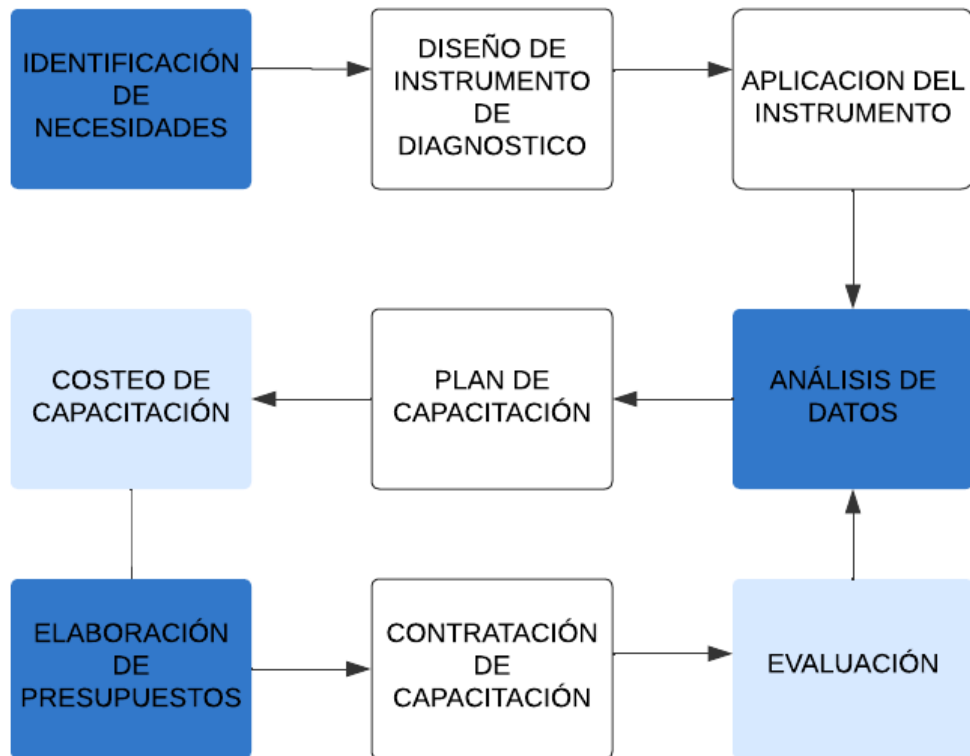 IDENTIFICACIÓN
DE
NECESIDADES
DISEÑO DE
INSTRUMENTO
DE
DIAGNOSTICO
APLICACION DEL
INSTRUMENTO
COSTEO DE
CAPACITACIÓN
PLAN DE
CAPACITACIÓN
ANÁLISIS DE
DATOS
ELABORACIÓN
DE
PRESUPUESTOS
CONTRATACIÓN
DE
CAPACITACIÓN
EVALUACIÓN